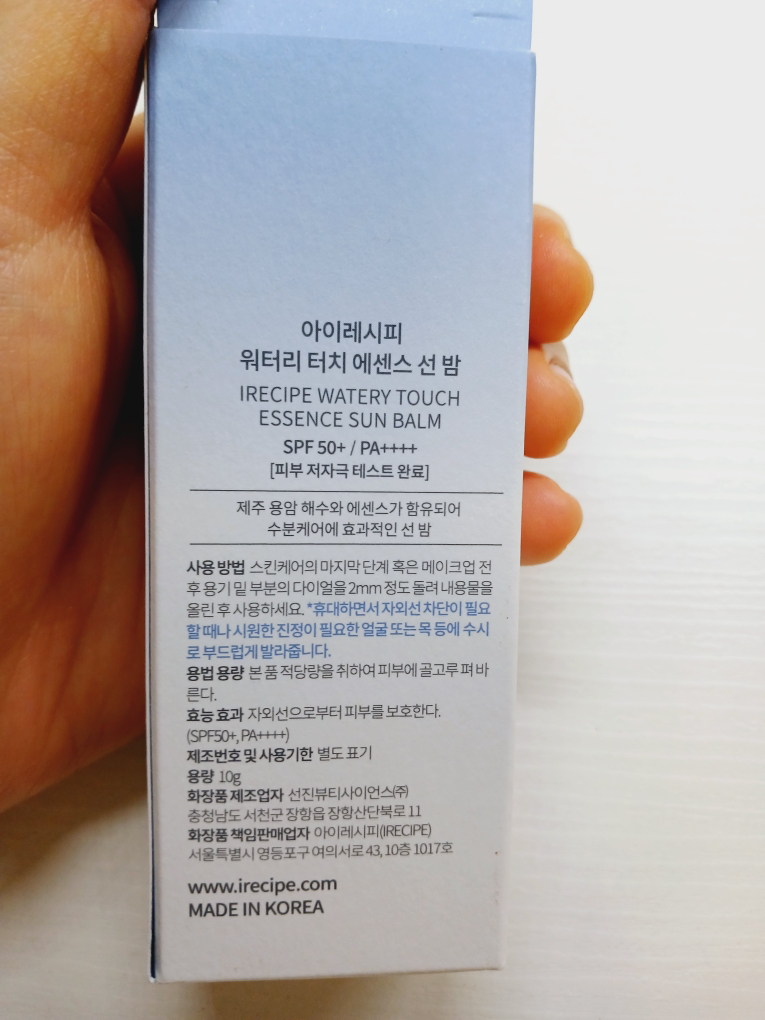 아이레시피
워터리 터치 에센스 선 밤
IRECIPE WATERY TOUCH
ESSENCE SUN BALM
SPF 50+ / PA++++
[피부 저자극 테스트 완료]
제주 용암 해수와 에센스가 함유되어
수분케어에 효과적인 선 밤
사용 방법 스킨케어의 마지막 단계 혹은 메이크업 전
후 용기 밑 부분의 다이얼을 2mm 정도 돌려 내용물을
올린 후 사용하세요. *휴대하면서 자외선 차단이 필요
할 때나 시원한 진정이 필요한 얼굴 또는 목 등에 수시
로 부드럽게 발라줍니다.
용법 용량 본 품 적당량을 취하여 피부에 골고루 펴 바
른다.
효능 효과 자외선으로부터 피부를 보호한다.
(SPF50+, PA++++)
제조번호 및 사용기한 별도 표기
용량 10g
화장품 제조업자 선진뷰티사이언스㈜
충청남도 서천군 장항읍 장항산단북로 11
화장품 책임판매업자 아이레시피(IRECIPE)
서울특별시 영등포구 여의서로 43, 10층 1017호
www.irecipe.com
MADE IN KOREA